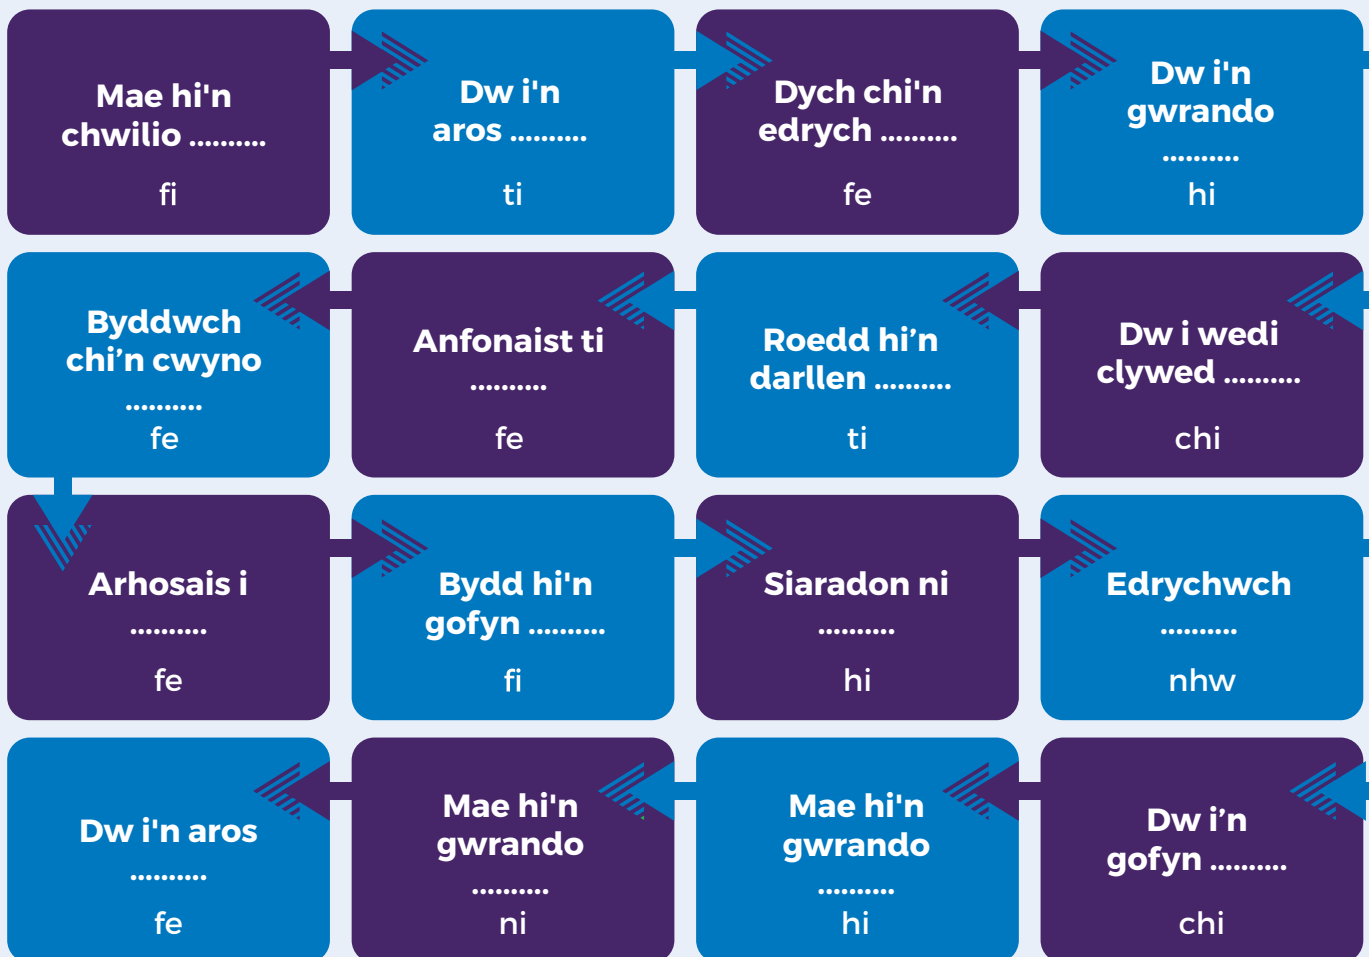 Mae hi'n
chwilio ..........
fi
Dw i'n
aros ..........
ti
Dych chi'n
edrych ..........
fe
Dw i'n
gwrando
..........
hi
Byddwch
chi’n cwyno
..........
fe
Anfonaist ti
..........
fe
Roedd hi’n
darllen ..........
ti
Dw i wedi
clywed ..........
chi
Arhosais i
..........
fe
Bydd hi'n
gofyn ..........
fi
Siaradon ni
..........
hi
Edrychwch
..........
nhw
Dw i'n aros
..........
fe
Mae hi'n
gwrando
..........
ni
Mae hi'n
gwrando
..........
hi
Dw i’n
gofyn ..........
chi